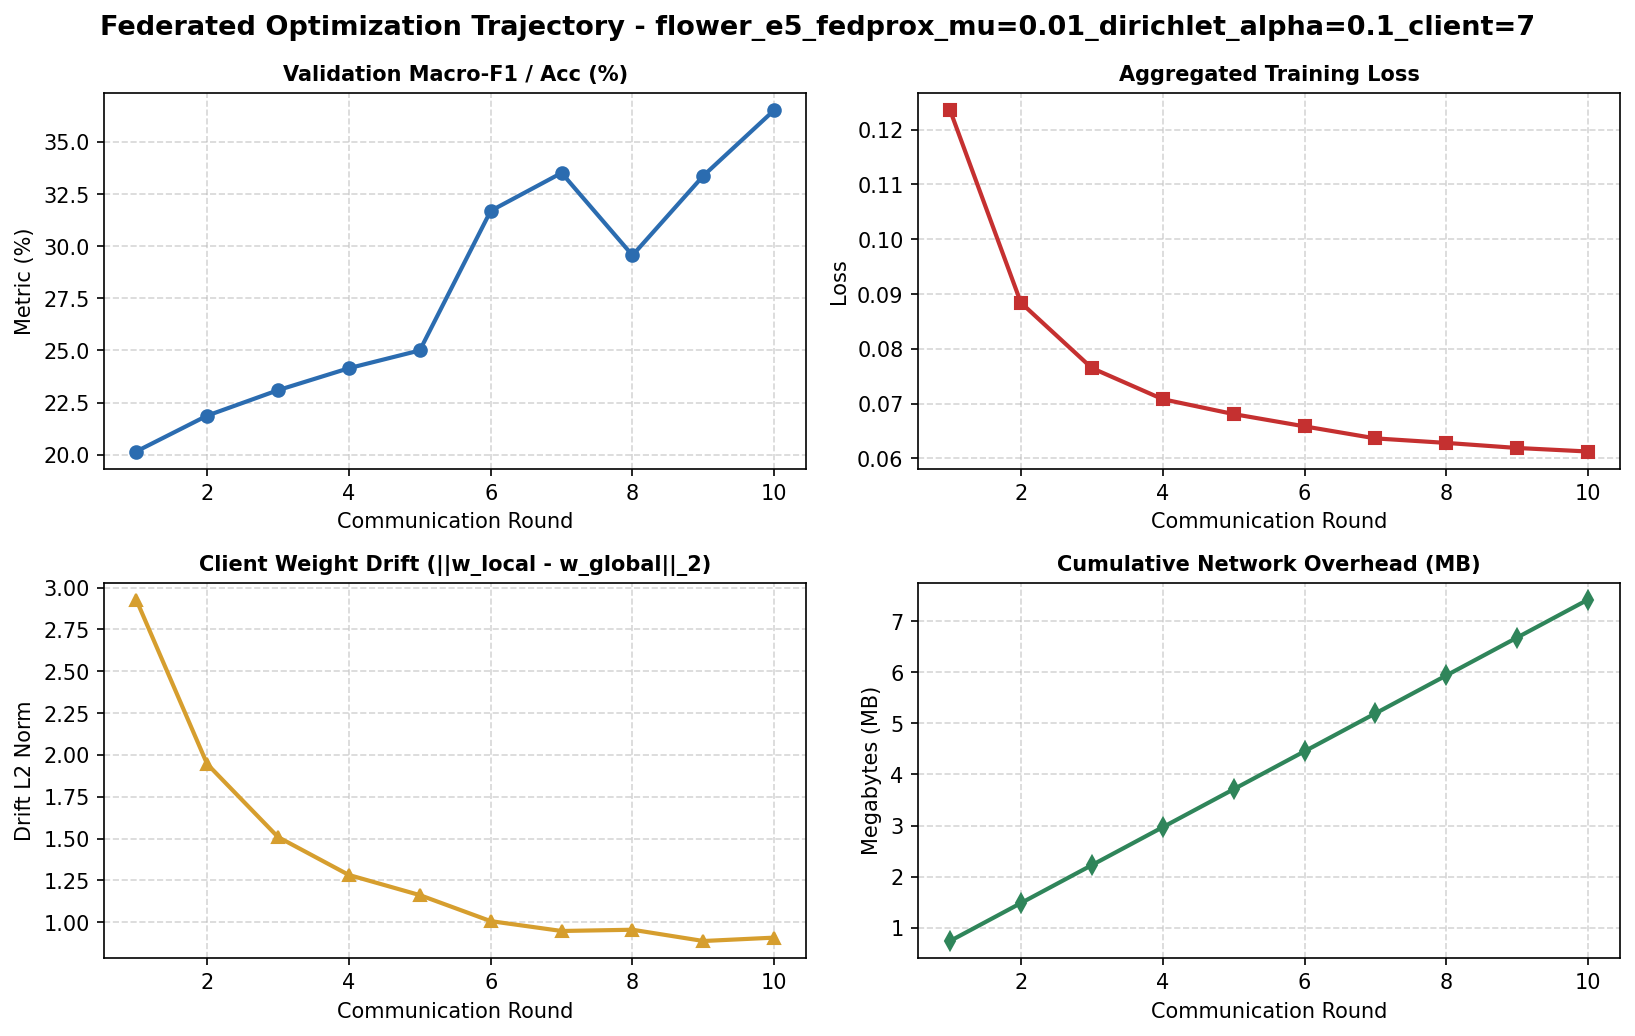 Federated Optimization Trajectory - flower_e5_fedprox_mu=0.01_dirichlet_alpha=0.1_client=7
Validation Macro-F1 / Acc (%)
Metric (%)
35.0
32.5
30.0
27.5
25.0
22.5
20.0
2 4 6 8 10
Communication Round
Aggregated Training Loss
Loss
0.12
0.11
0.10
0.09
0.08
0.07
0.06
2 4 6 8 10
Communication Round
Client Weight Drift (||w_local - w_global||_2)
Drift L2 Norm
3.00
2.75
2.50
2.25
2.00
1.75
1.50
1.25
1.00
2 4 6 8 10
Communication Round
Cumulative Network Overhead (MB)
Megabytes (MB)
7
6
5
4
3
2
1
2 4 6 8 10
Communication Round